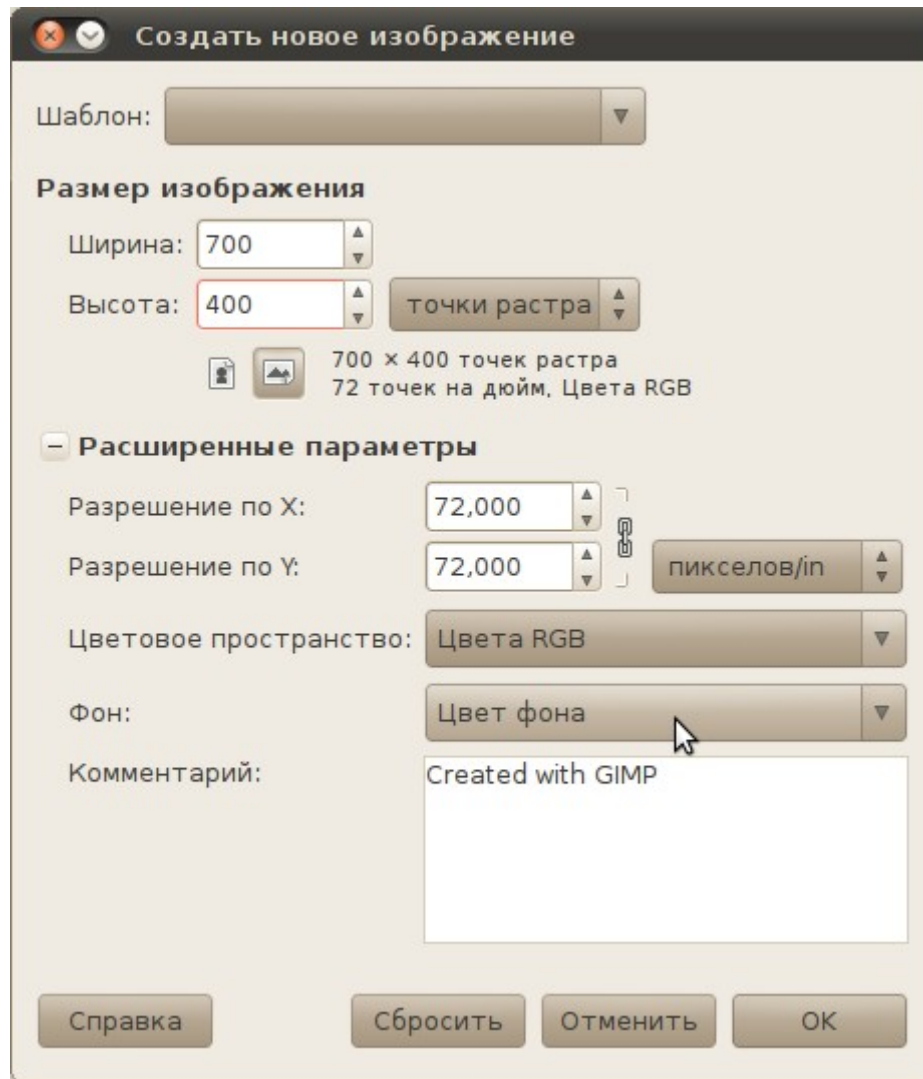 Создать новое изображение
Шаблон:
Размер изображения
Ширина: 700
Высота: 400 точки растра
700 × 400 точек растра
72 точек на дюйм, Цвета RGB
Расширенные параметры
Разрешение по X: 72,000
Разрешение по Y: 72,000 пикселов/in
Цветовое пространство: Цвета RGB
Фон: Цвет фона
Комментарий: Created with GIMP
Справка Сбросить Отменить OK